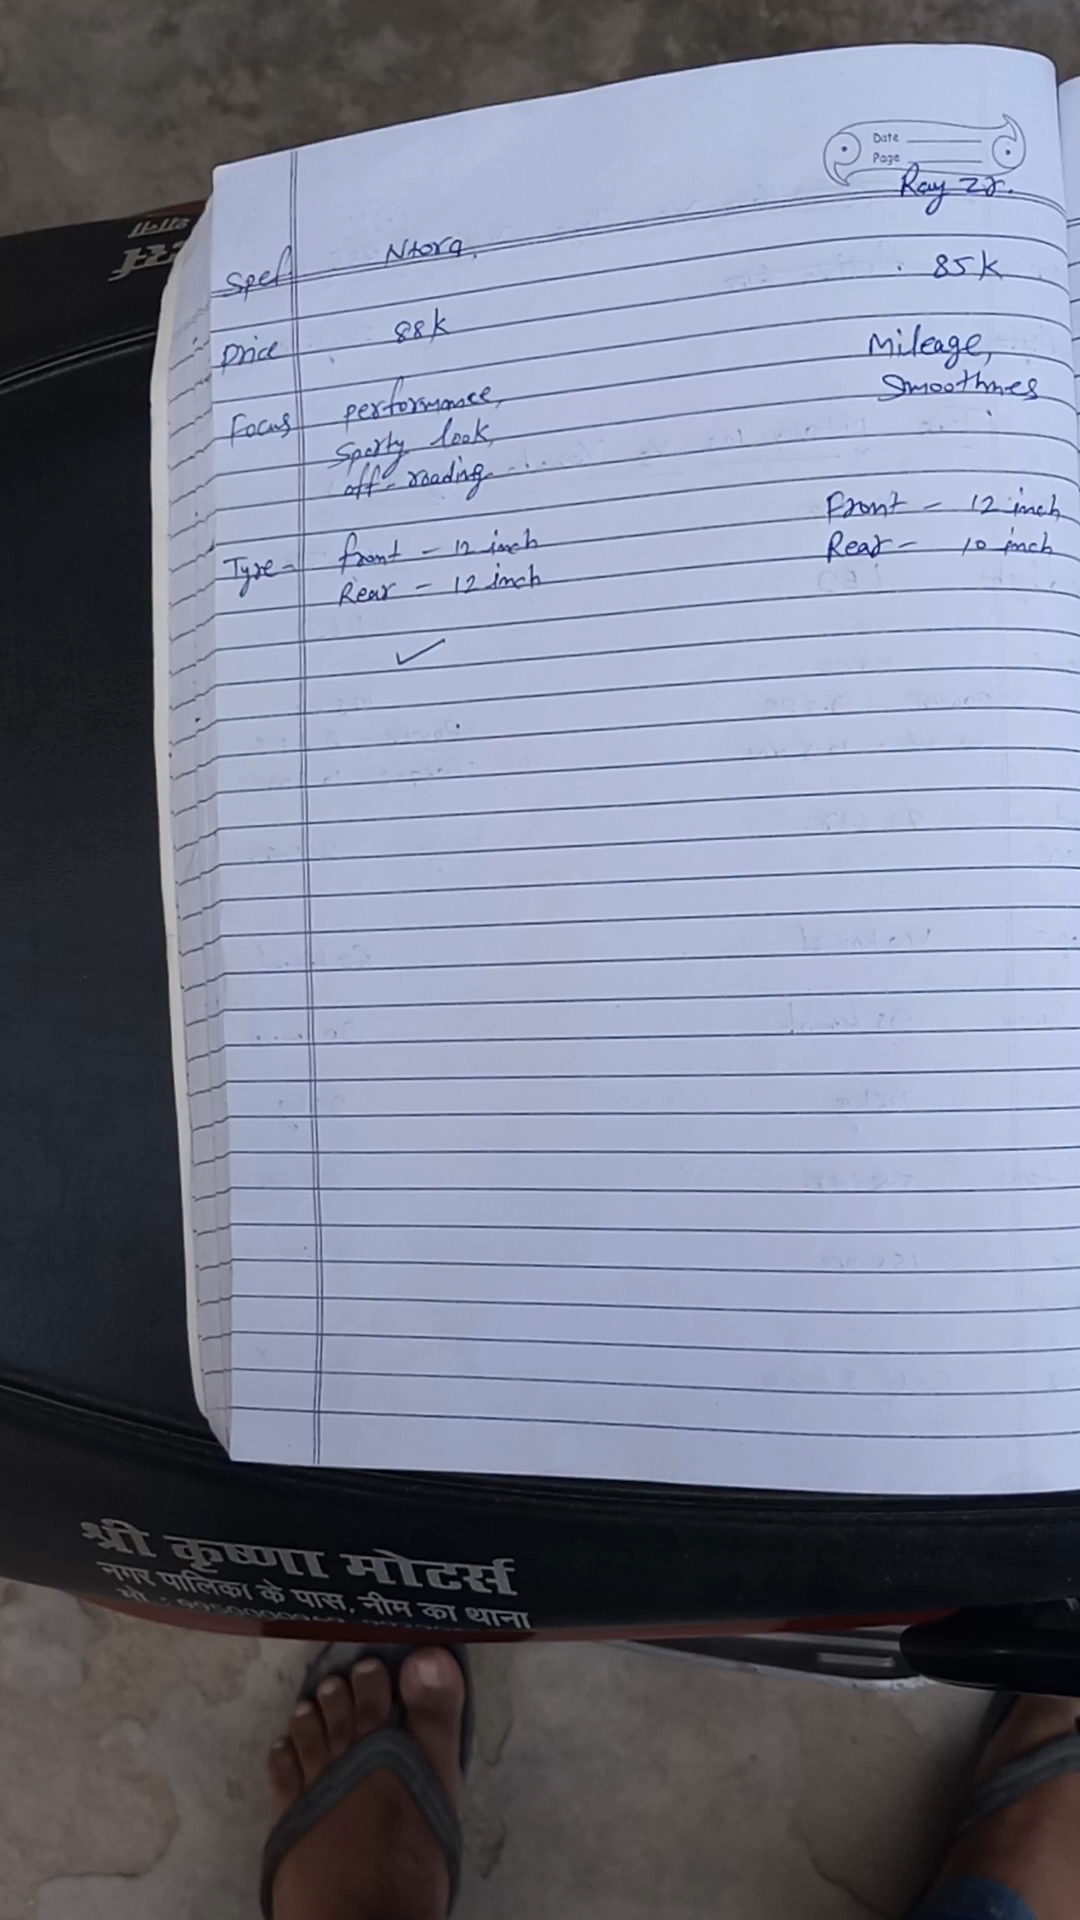 Date
Page
Ray ZR.
Spef Ntorq.
85K
Price 88K
Mileage,
Smoothnes
Focus performance,
Sporty look,
off-roading
Front - 12 inch
Rear - 10 inch
Tyre - front - 12 inch
Rear - 12 inch
श्री कृष्णा मोटर्स
नगर पालिका के पास, नीम का थाना
मो.: